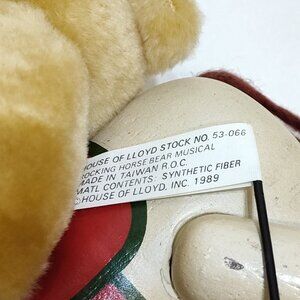 HOUSE OF LLOYD STOCK NO. 53-066
ROCKING HORSE BEAR MUSICAL
MADE IN TAIWAN R.O.C.
MATL CONTENTS: SYNTHETIC FIBER
©HOUSE OF LLOYD, INC. 1989